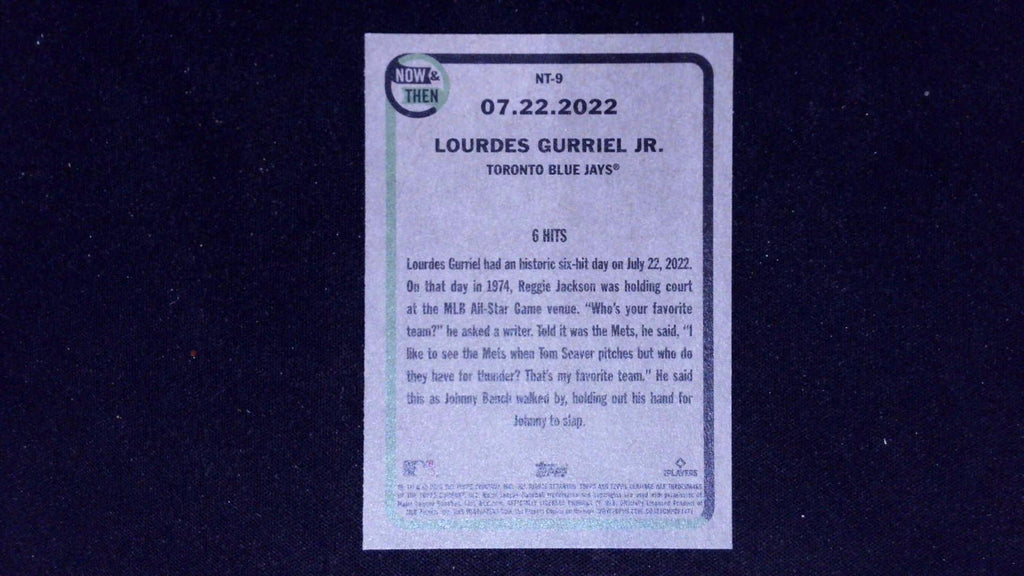 NOW &
THEN
NT-9
07.22.2022
LOURDES GURRIEL JR.
TORONTO BLUE JAYS®
6 HITS
Lourdes Gurriel had an historic six-hit day on July 22, 2022.
On that day in 1974, Reggie Jackson was holding court
at the MLB All-Star Game venue. "Who's your favorite
team?" he asked a writer. Told it was the Mets, he said, "I
like to see the Mets when Tom Seaver pitches but who do
they have for thunder? That's my favorite team." He said
this as Johnny Bench walked by, holding out his hand for
Johnny to slap.
Topps
PLAYERS